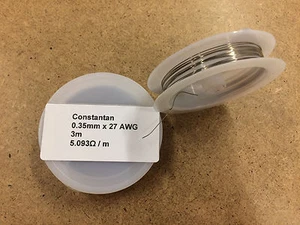 Constantan
0.35mm x 27 AWG
3m
5.093Ω / m